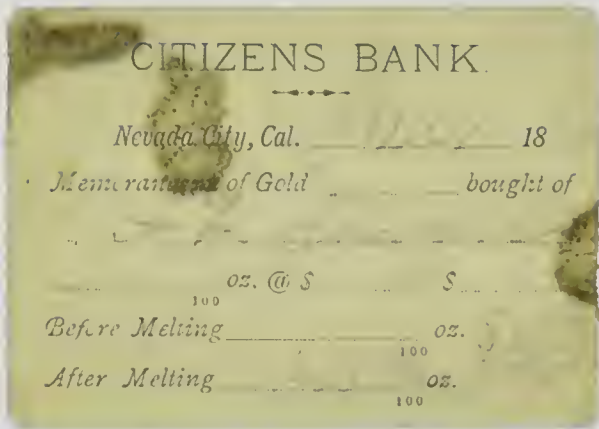 CITIZENS BANK
Nevada City, Cal. 18
Memorandum of Gold bought of
100 oz. @ $ $
Before Melting 100 oz.
After Melting 100 oz.